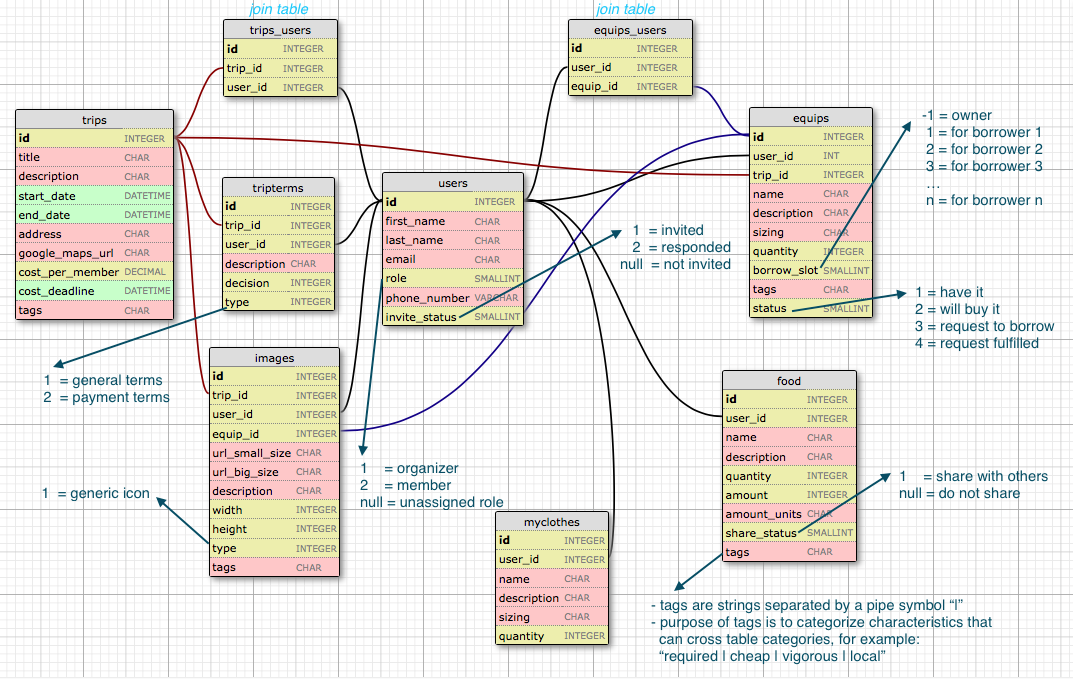 join table
trips_users
id INTEGER
trip_id INTEGER
user_id INTEGER
join table
equips_users
id INTEGER
user_id INTEGER
equip_id INTEGER
trips
id INTEGER
title CHAR
description CHAR
start_date DATETIME
end_date DATETIME
address CHAR
google_maps_url CHAR
cost_per_member DECIMAL
cost_deadline DATETIME
tags CHAR
tripterms
id INTEGER
trip_id INTEGER
user_id INTEGER
description CHAR
decision INTEGER
type INTEGER
1 = general terms
2 = payment terms
users
id INTEGER
first_name CHAR
last_name CHAR
email CHAR
role SMALLINT
phone_number VARCHAR
invite_status SMALLINT
1 = invited
2 = responded
null = not invited
equips
id INTEGER
user_id INT
trip_id INTEGER
name CHAR
description CHAR
sizing CHAR
quantity INTEGER
borrow_slot SMALLINT
tags CHAR
status SMALLINT
-1 = owner
1 = for borrower 1
2 = for borrower 2
3 = for borrower 3
...
n = for borrower n
1 = have it
2 = will buy it
3 = request to borrow
4 = request fulfilled
images
id INTEGER
trip_id INTEGER
user_id INTEGER
equip_id INTEGER
url_small_size CHAR
url_big_size CHAR
description CHAR
width INTEGER
height INTEGER
type INTEGER
tags CHAR
1 = generic icon
1 = organizer
2 = member
null = unassigned role
myclothes
id INTEGER
user_id INTEGER
name CHAR
description CHAR
sizing CHAR
quantity INTEGER
food
id INTEGER
user_id INTEGER
name CHAR
description CHAR
quantity INTEGER
amount INTEGER
amount_units CHAR
share_status SMALLINT
tags CHAR
1 = share with others
null = do not share
- tags are strings separated by a pipe symbol “|”
- purpose of tags is to categorize characteristics that
can cross table categories, for example:
“required | cheap | vigorous | local”